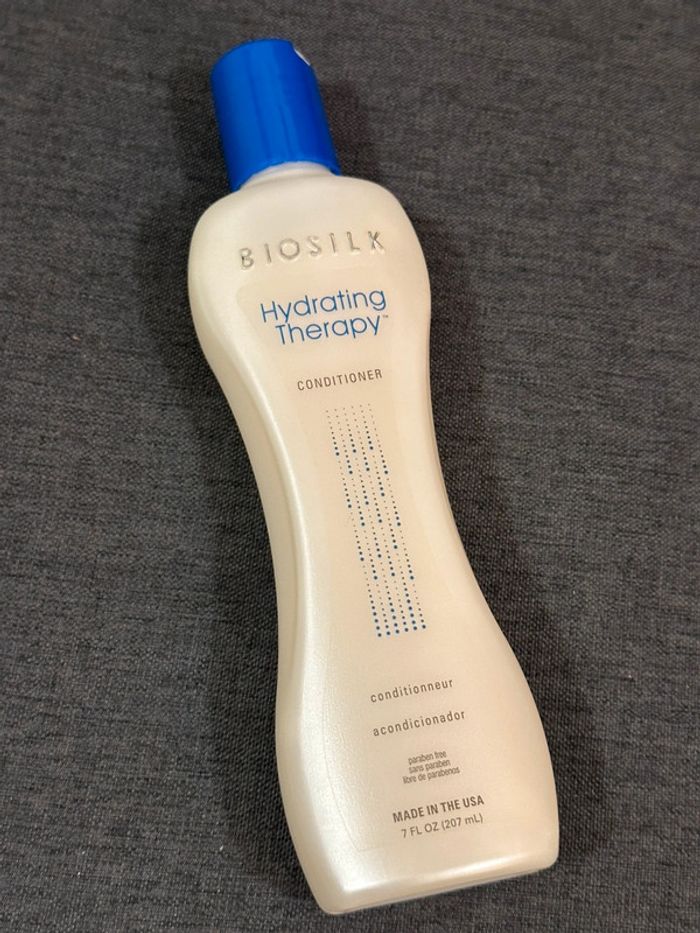 BIOSILK
Hydrating
Therapy™
CONDITIONER
conditionneur
acondicionador
paraben free
sans paraben
libre de parabenos
MADE IN THE USA
7 FL OZ (207 mL)